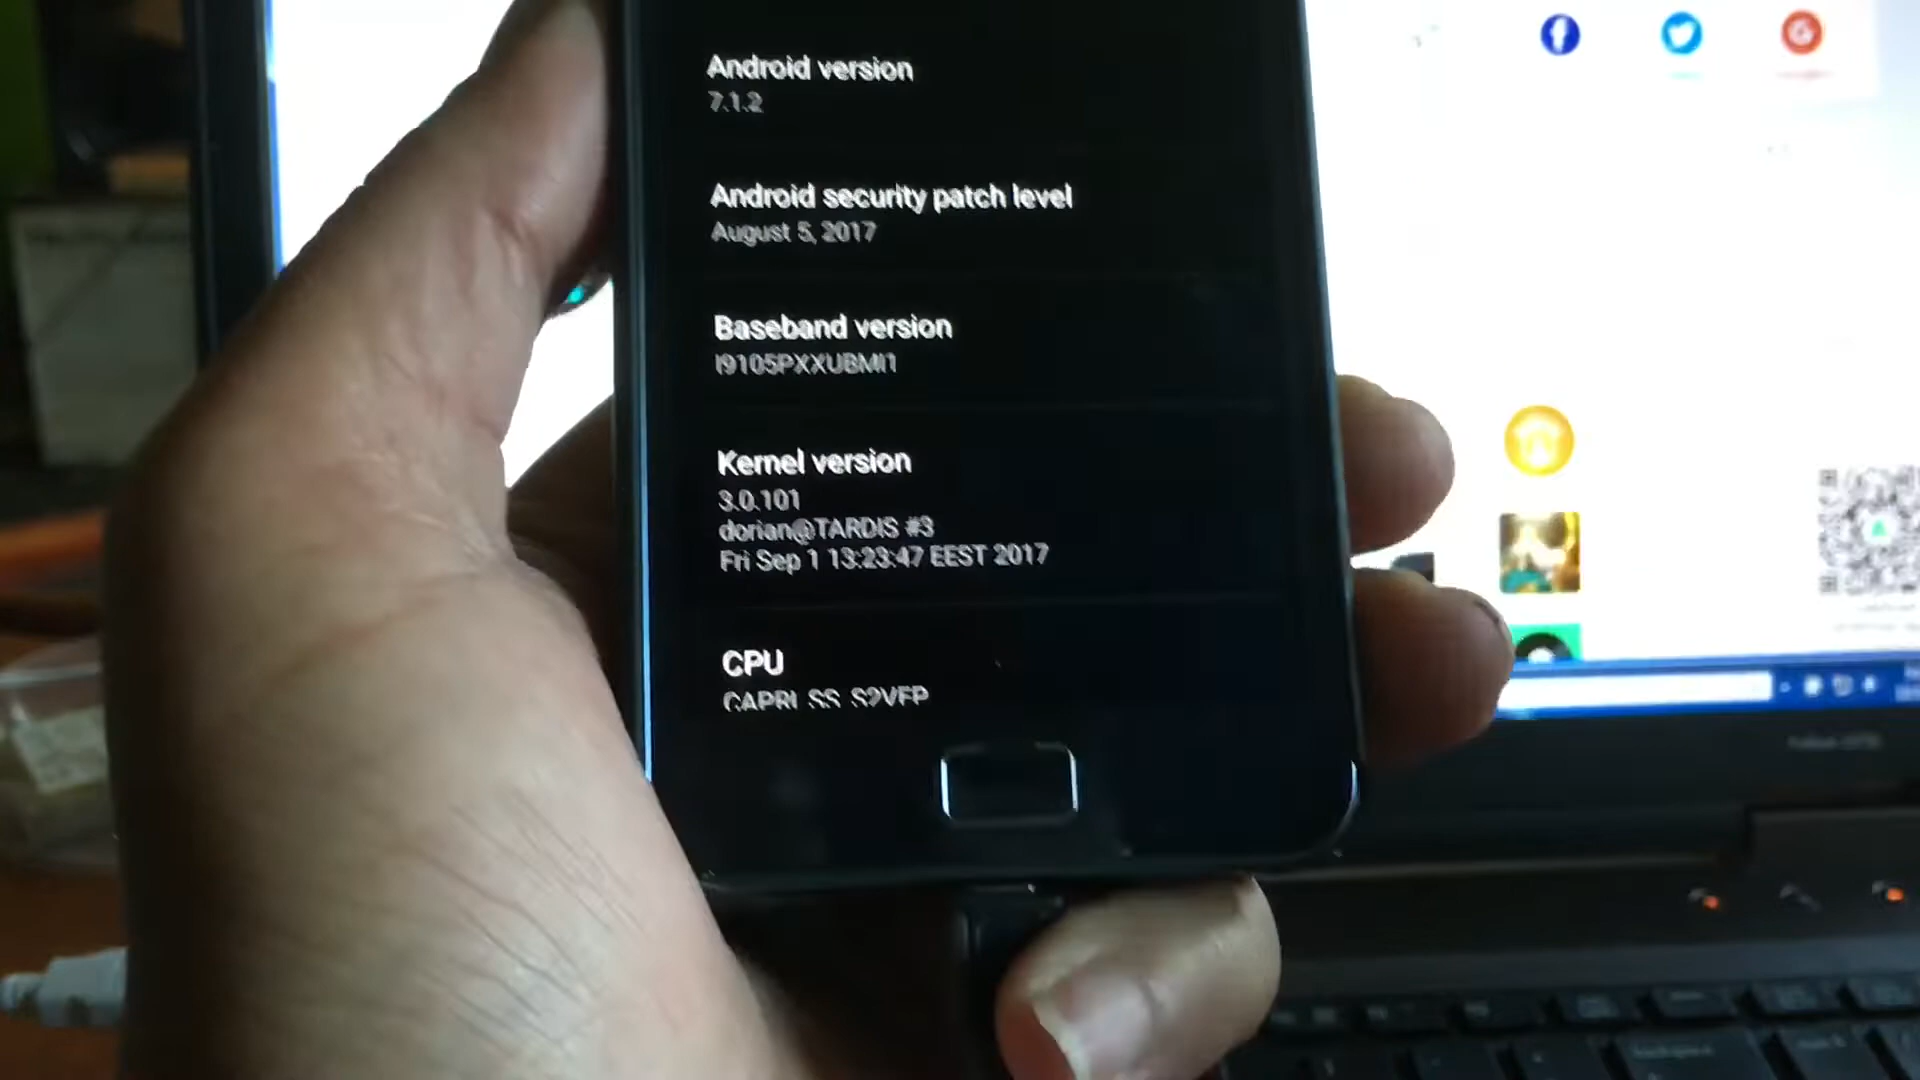 Android version
7.1.2
Android security patch level
August 5, 2017
Baseband version
I9105PXXUBMI1
Kernel version
3.0.101
dorian@TARDIS #3
Fri Sep 1 13:23:47 EEST 2017
CPU
CAPRI_SS_S2VFP